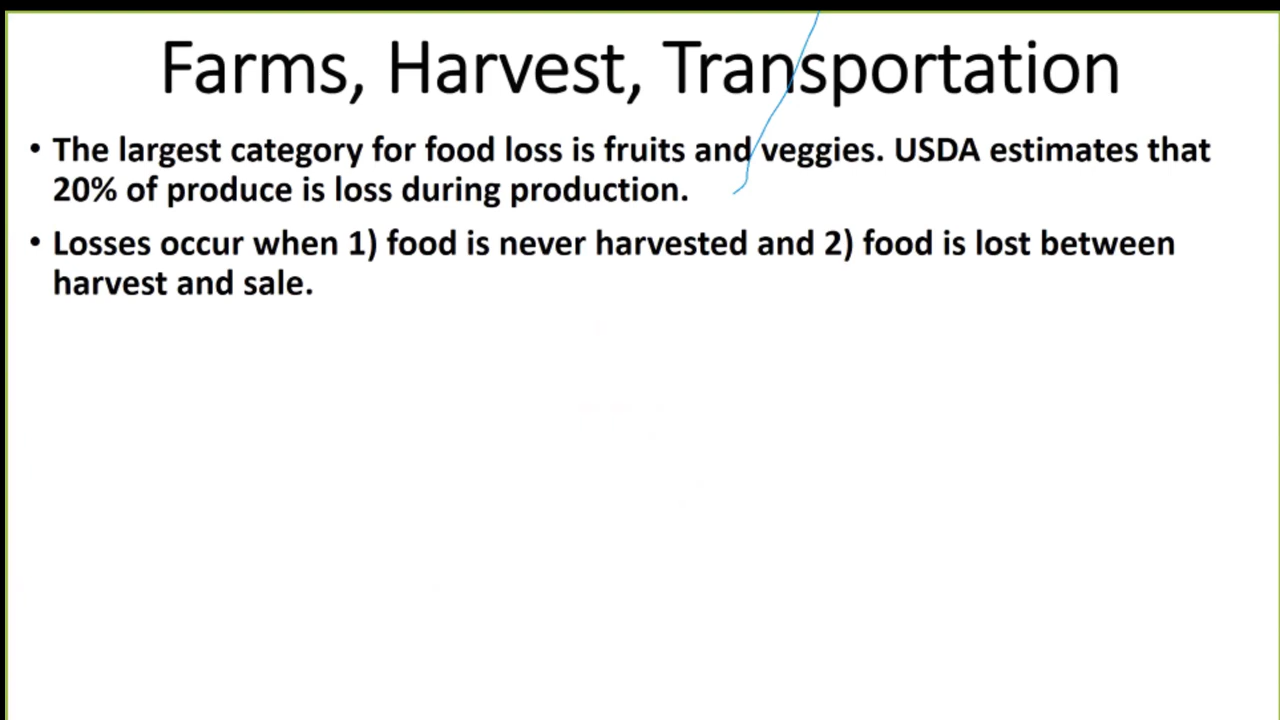 Farms, Harvest, Transportation
• The largest category for food loss is fruits and veggies. USDA estimates that
20% of produce is loss during production.
• Losses occur when 1) food is never harvested and 2) food is lost between
harvest and sale.